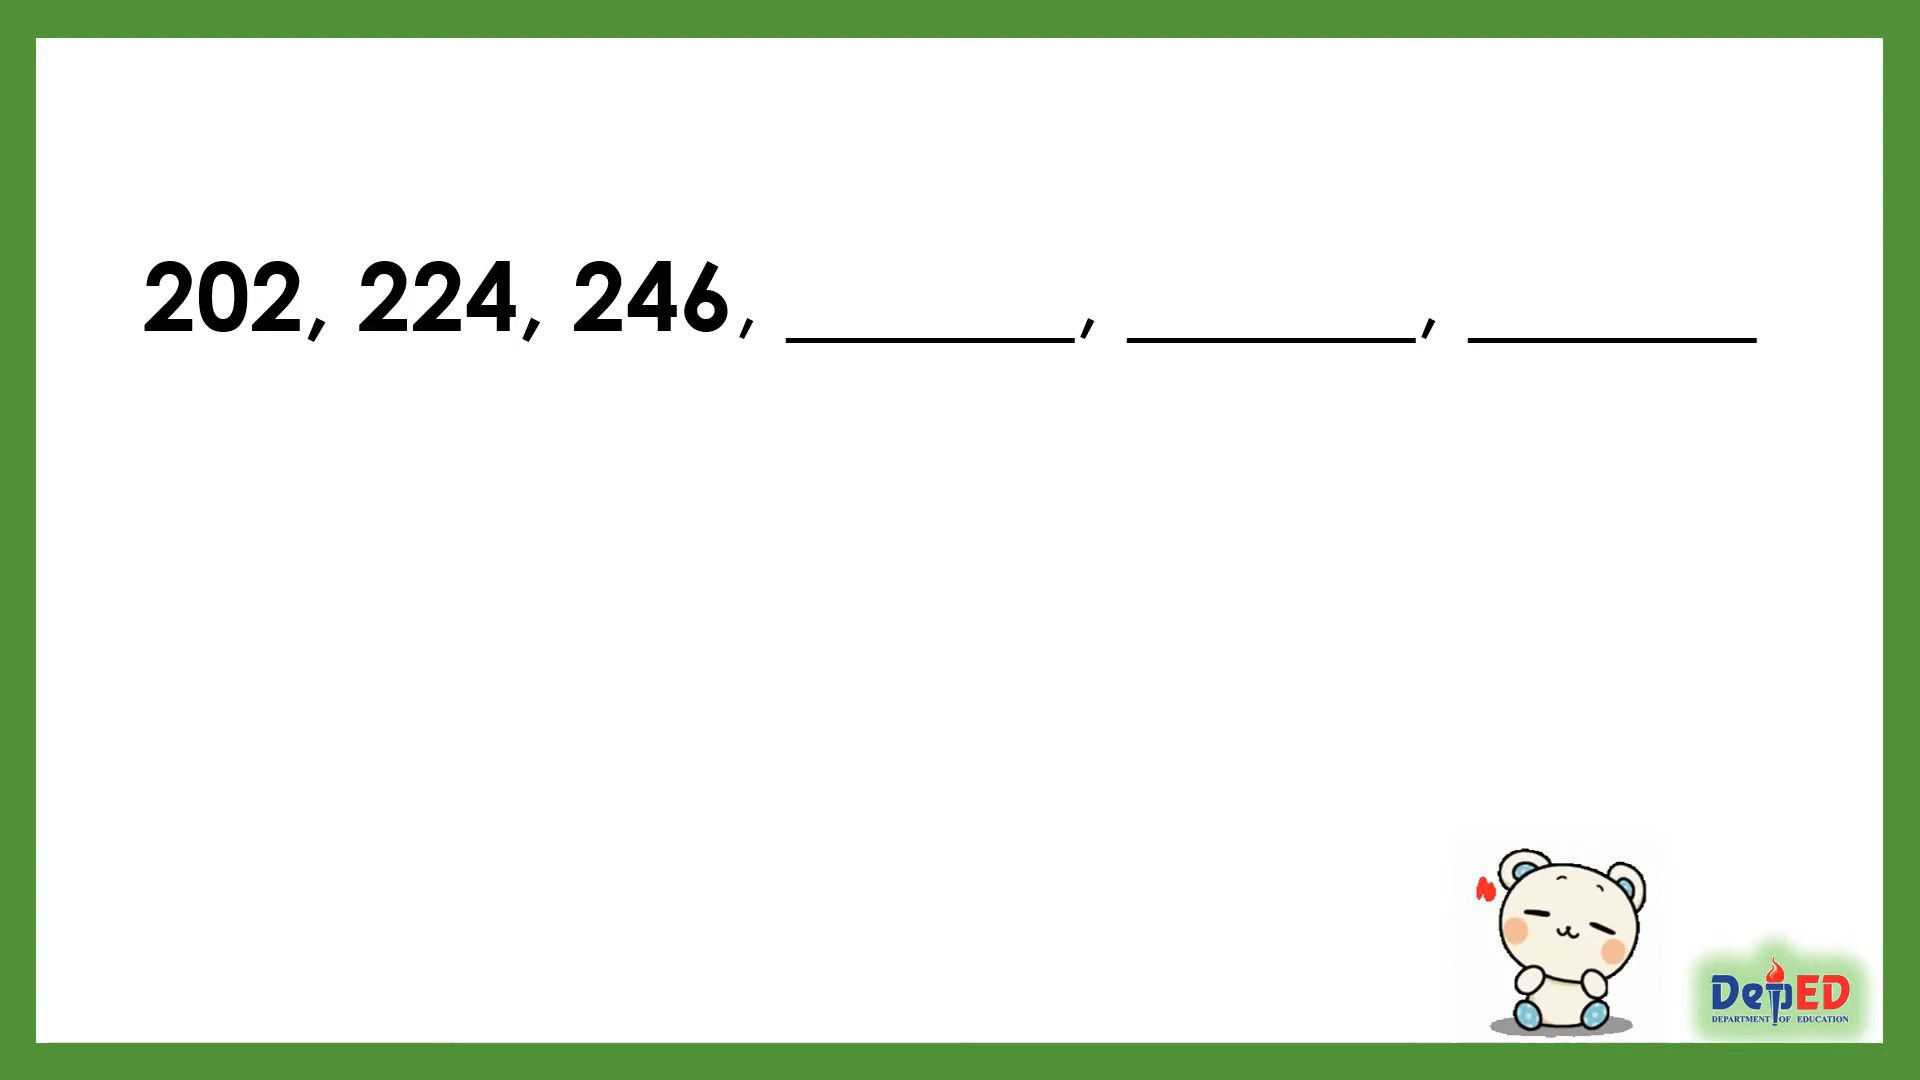 202, 224, 246, ________, ________, ________
DepED
DEPARTMENT OF EDUCATION